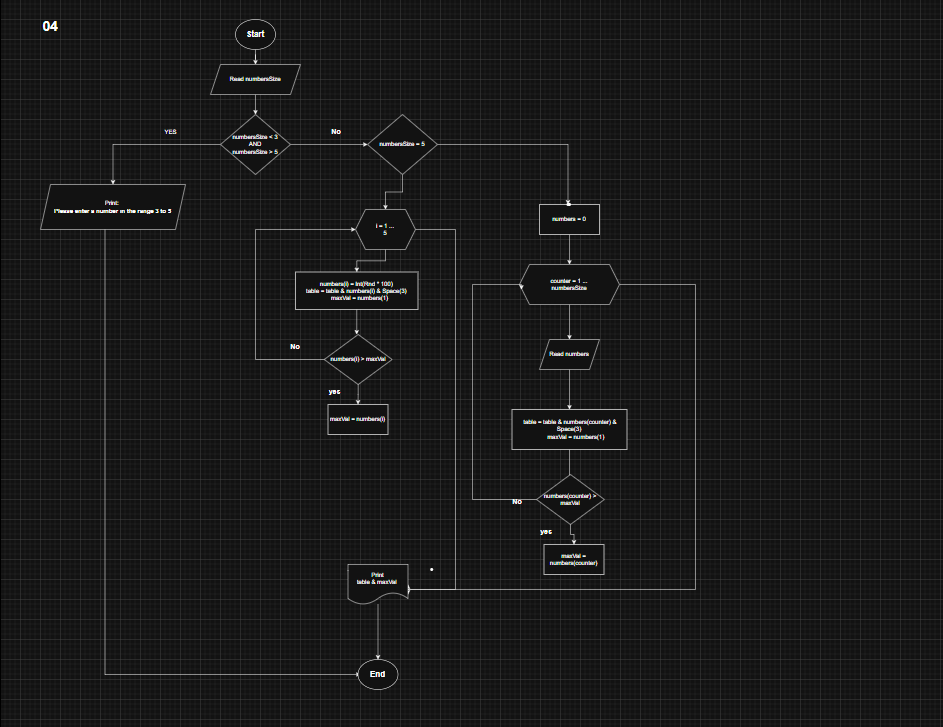 04
Start
Read numbersSize
YES
numbersSize < 3
AND
numbersSize > 5
No
numbersSize = 5
Print:
Please enter a number in the range 3 to 5
numbers = 0
i = 1 ...
5
counter = 1 ...
numbersSize
numbers(i) = Int(Rnd * 100)
table = table & numbers(i) & Space(3)
maxVal = numbers(1)
No
numbers(i) > maxVal
Read numbers
yes
maxVal = numbers(i)
table = table & numbers(counter) &
Space(3)
maxVal = numbers(1)
No
numbers(counter) >
maxVal
yes
maxVal =
numbers(counter)
Print
table & maxVal
End